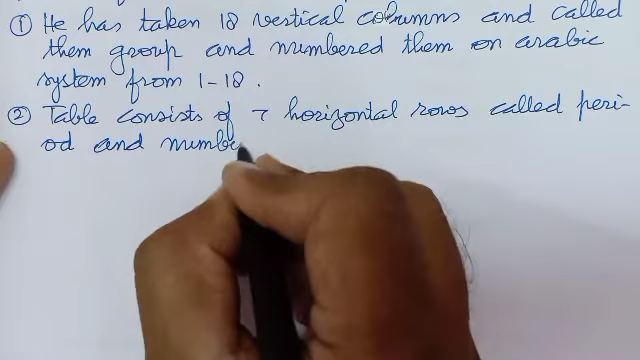 ① He has taken 18 vertical columns and called
them group and numbered them on arabic
system from 1-18.
② Table consists of 7 horizontal rows called peri-
od and numbe